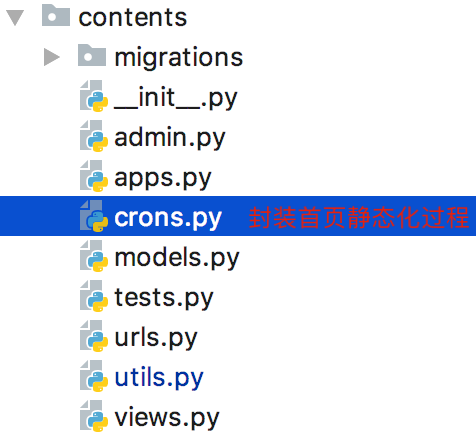 contents
migrations
__init__.py
admin.py
apps.py
crons.py 封装首页静态化过程
models.py
tests.py
urls.py
utils.py
views.py